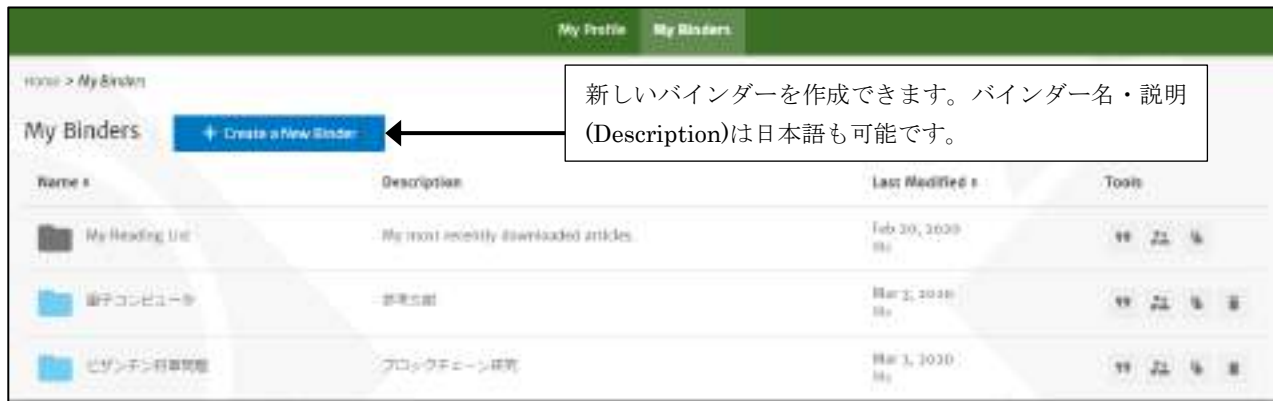 My Profile My Binders
Home > My Binders
新しいバインダーを作成できます。バインダー名・説明
(Description)は日本語も可能です。
My Binders + Create a New Binder
Name Description Last Modified Tools
My Reading List My most recently downloaded articles. Feb 20, 2020
量子コンピュータ 参考文献 Mar 3, 2020
ビザンチン将軍問題 ブロックチェーン研究 Mar 3, 2020